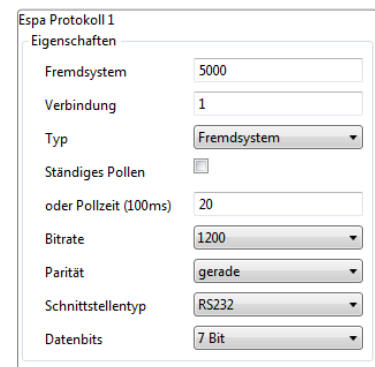 Espa Protokoll 1
Eigenschaften
Fremdsystem 5000
Verbindung 1
Typ Fremdsystem
Ständiges Pollen
oder Pollzeit (100ms) 20
Bitrate 1200
Parität gerade
Schnittstellentyp RS232
Datenbits 7 Bit